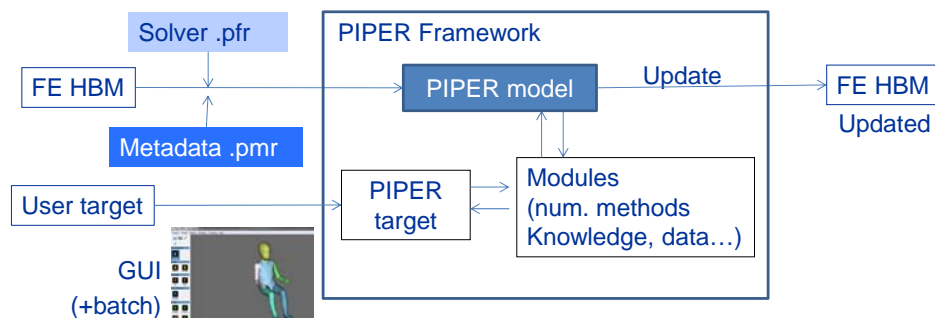 Solver .pfr
PIPER Framework
FE HBM
PIPER model
Update
FE HBM
Updated
Metadata .pmr
User target
PIPER
target
Modules
(num. methods
Knowledge, data…)
GUI
(+batch)